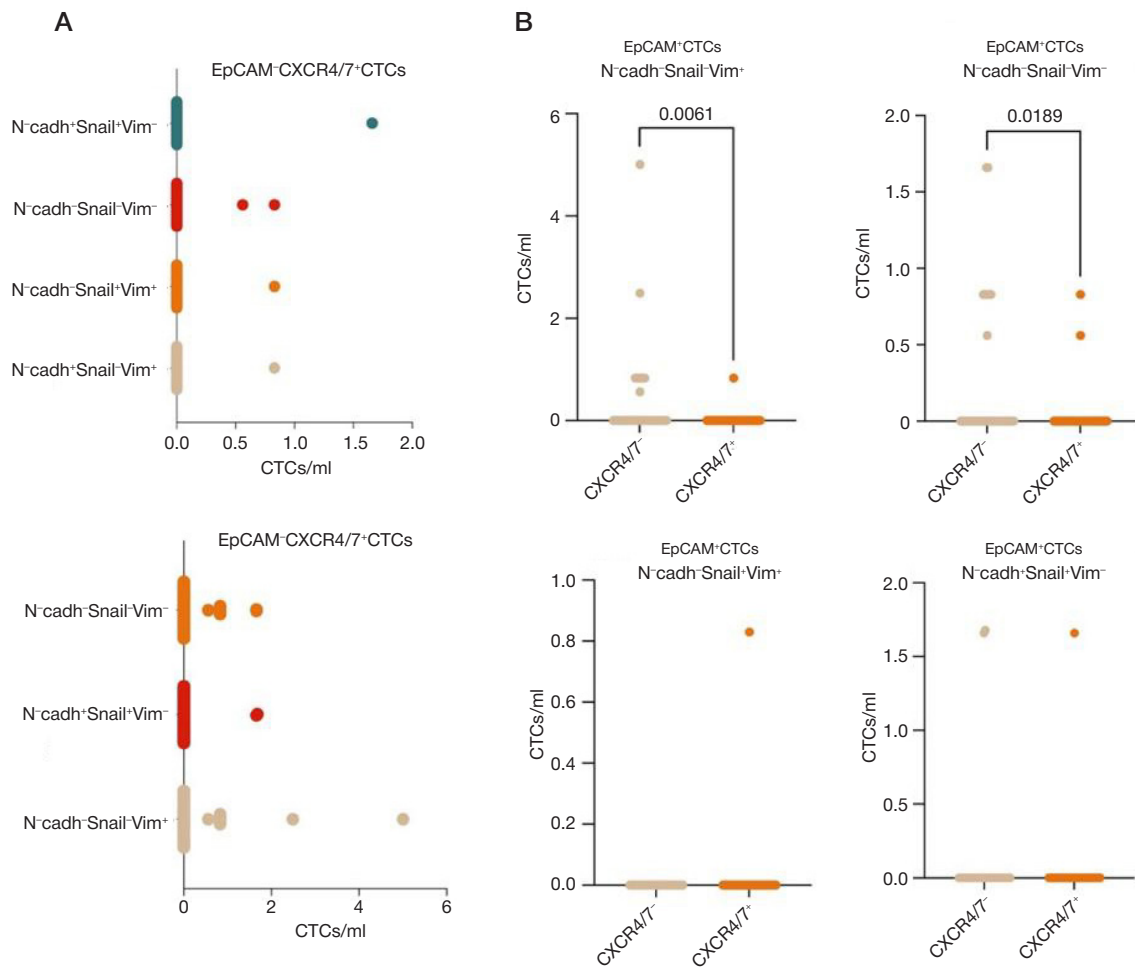 A
EpCAM⁻CXCR4/7⁺CTCs
N⁻cadh⁺Snail⁺Vim⁻
N⁻cadh⁻Snail⁻Vim⁻
N⁻cadh⁻Snail⁺Vim⁺
N⁻cadh⁺Snail⁻Vim⁺
0.0 0.5 1.0 1.5 2.0
CTCs/ml
EpCAM⁻CXCR4/7⁺CTCs
N⁻cadh⁻Snail⁻Vim⁻
N⁻cadh⁺Snail⁺Vim⁻
N⁻cadh⁻Snail⁻Vim⁺
0 2 4 6
CTCs/ml
B
EpCAM⁺CTCs
N⁻cadh⁻Snail⁻Vim⁺
0.0061
6
4
2
0
CTCs/ml
CXCR4/7⁻ CXCR4/7⁺
EpCAM⁺CTCs
N⁻cadh⁻Snail⁻Vim⁻
0.0189
2.0
1.5
1.0
0.5
0
CTCs/ml
CXCR4/7⁻ CXCR4/7⁺
EpCAM⁺CTCs
N⁻cadh⁻Snail⁺Vim⁺
1.0
0.8
0.6
0.4
0.2
0.0
CTCs/ml
CXCR4/7⁻ CXCR4/7⁺
EpCAM⁺CTCs
N⁻cadh⁺Snail⁺Vim⁻
2.0
1.5
1.0
0.5
0.0
CTCs/ml
CXCR4/7⁻ CXCR4/7⁺